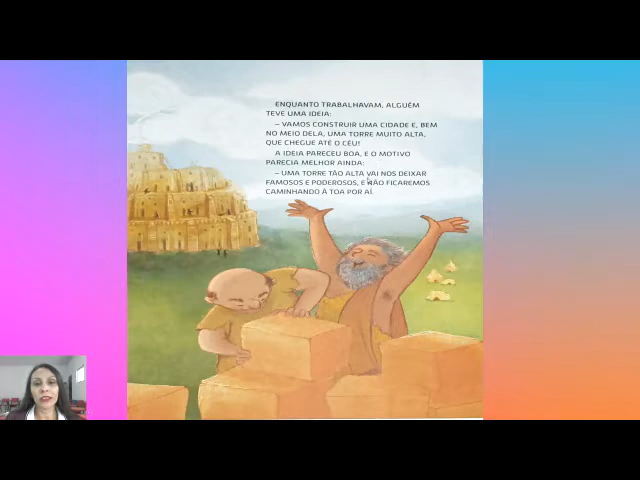 ENQUANTO TRABALHAVAM, ALGUÉM
TEVE UMA IDEIA:
– VAMOS CONSTRUIR UMA CIDADE E, BEM
NO MEIO DELA, UMA TORRE MUITO ALTA,
QUE CHEGUE ATÉ O CÉU!
A IDEIA PARECEU BOA, E O MOTIVO
PARECIA MELHOR AINDA:
– UMA TORRE TÃO ALTA VAI NOS DEIXAR
FAMOSOS E PODEROSOS, E NÃO FICAREMOS
CAMINHANDO À TOA POR AÍ.